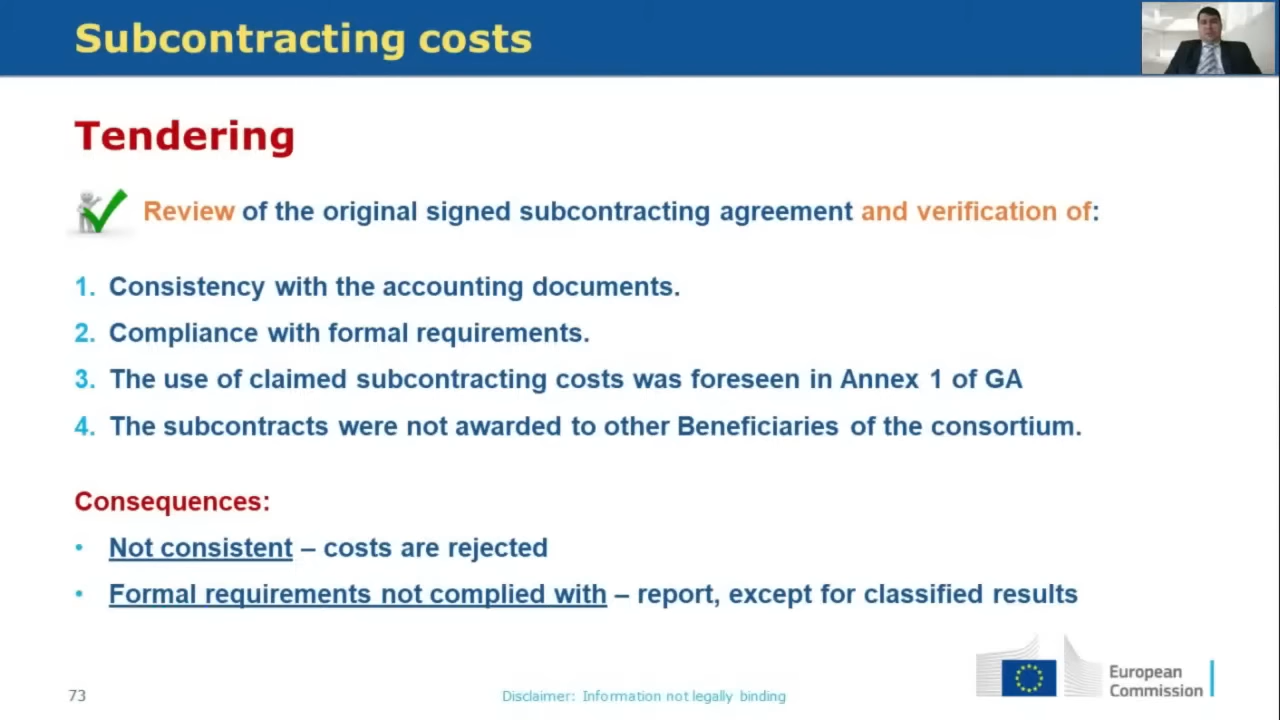 Subcontracting costs
Tendering
Review of the original signed subcontracting agreement and verification of:
1. Consistency with the accounting documents.
2. Compliance with formal requirements.
3. The use of claimed subcontracting costs was foreseen in Annex 1 of GA
4. The subcontracts were not awarded to other Beneficiaries of the consortium.
Consequences:
• Not consistent – costs are rejected
• Formal requirements not complied with – report, except for classified results
European
Commission
73
Disclaimer: Information not legally binding